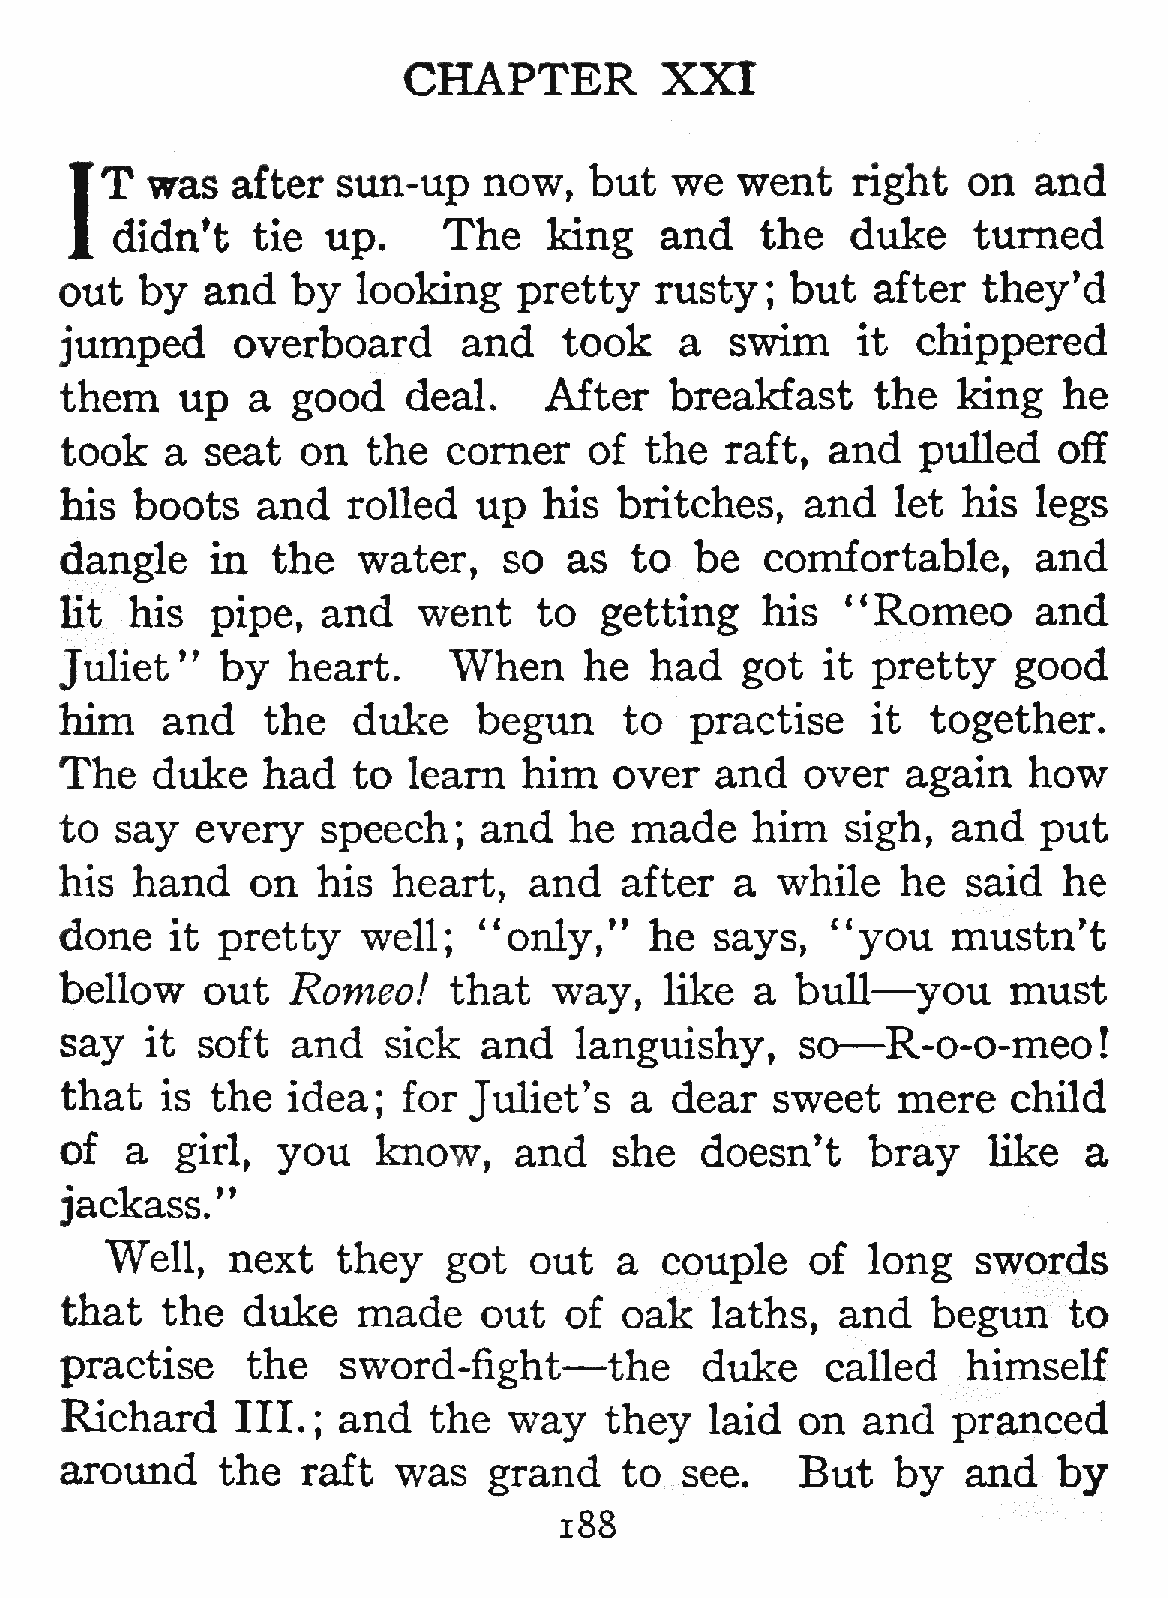 CHAPTER XXI
IT was after sun-up now, but we went right on and
didn't tie up. The king and the duke turned
out by and by looking pretty rusty; but after they'd
jumped overboard and took a swim it chippered
them up a good deal. After breakfast the king he
took a seat on the corner of the raft, and pulled off
his boots and rolled up his britches, and let his legs
dangle in the water, so as to be comfortable, and
lit his pipe, and went to getting his "Romeo and
Juliet" by heart. When he had got it pretty good
him and the duke begun to practise it together.
The duke had to learn him over and over again how
to say every speech; and he made him sigh, and put
his hand on his heart, and after a while he said he
done it pretty well; "only," he says, "you mustn't
bellow out Romeo! that way, like a bull—you must
say it soft and sick and languishy, so—R-o-o-meo!
that is the idea; for Juliet's a dear sweet mere child
of a girl, you know, and she doesn't bray like a
jackass."
Well, next they got out a couple of long swords
that the duke made out of oak laths, and begun to
practise the sword-fight—the duke called himself
Richard III.; and the way they laid on and pranced
around the raft was grand to see. But by and by
188